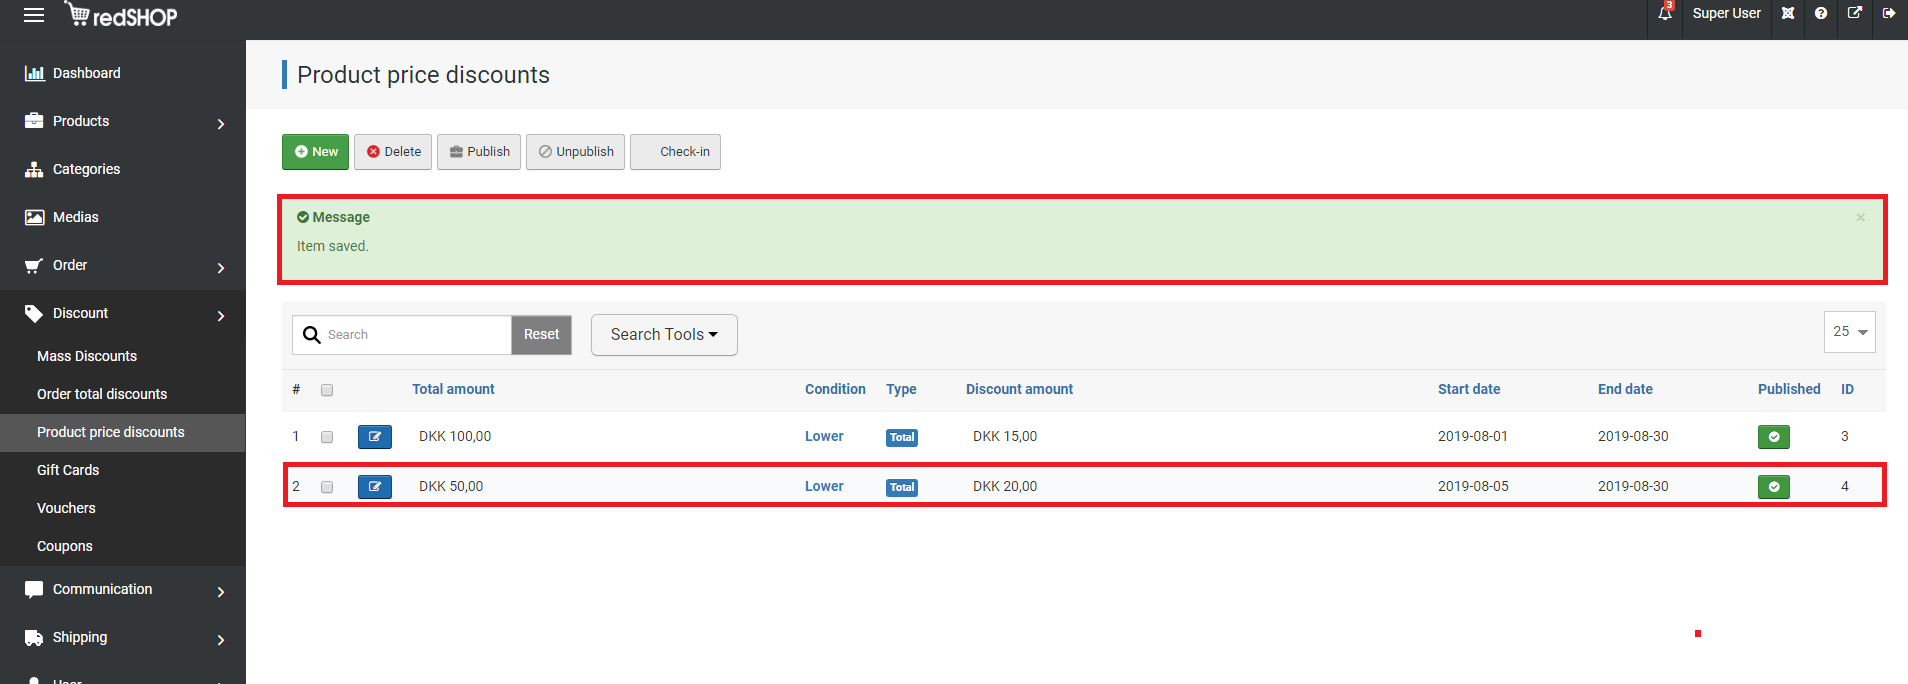 redSHOP
3
Super User
Dashboard
Products
Categories
Medias
Order
Discount
Mass Discounts
Order total discounts
Product price discounts
Gift Cards
Vouchers
Coupons
Communication
Shipping
User
Product price discounts
New Delete Publish Unpublish Check-in
Message ×
Item saved.
Search Reset Search Tools 25
# Total amount Condition Type Discount amount Start date End date Published ID
1 DKK 100,00 Lower Total DKK 15,00 2019-08-01 2019-08-30 3
2 DKK 50,00 Lower Total DKK 20,00 2019-08-05 2019-08-30 4